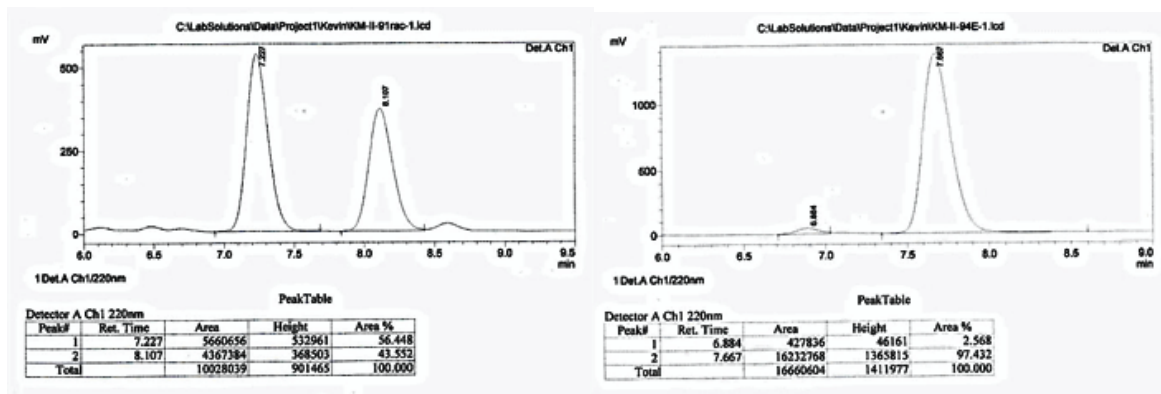 C:\LabSolutions\Data\Project1\Kevin\KM-II-91rac-1.lcd
mV
Det.A Ch1
7.227
8.107
500
250
0
6.0 6.5 7.0 7.5 8.0 8.5 9.0 9.5
min
1 Det.A Ch1/220nm
PeakTable
Detector A Ch1 220nm
Peak# Ret. Time Area Height Area %
1 7.227 5660656 532961 56.448
2 8.107 4367384 368503 43.552
Total 10028039 901465 100.000
C:\LabSolutions\Data\Project1\Kevin\KM-II-94E-1.lcd
mV
Det.A Ch1
7.667
6.884
1000
500
0
6.0 6.5 7.0 7.5 8.0 8.5 9.0
min
1 Det.A Ch1/220nm
PeakTable
Detector A Ch1 220nm
Peak# Ret. Time Area Height Area %
1 6.884 427836 46161 2.568
2 7.667 16232768 1365815 97.432
Total 16660604 1411977 100.000